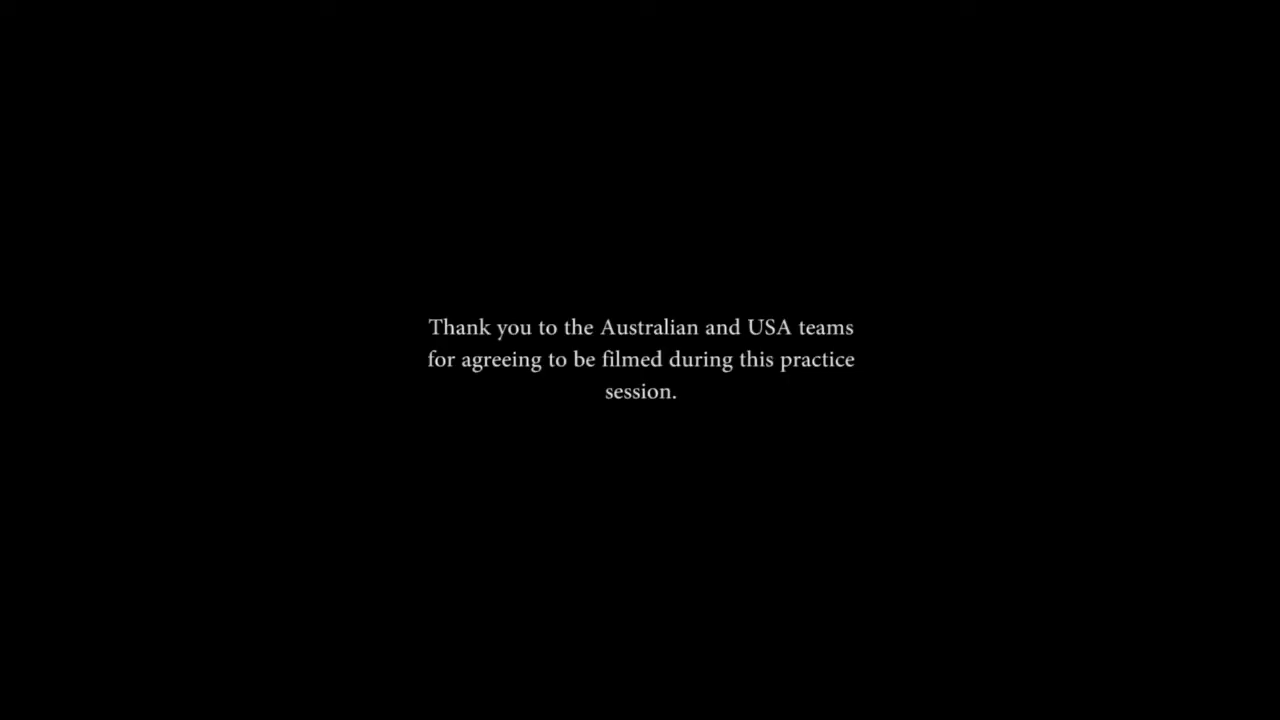 Thank you to the Australian and USA teams
for agreeing to be filmed during this practice
session.